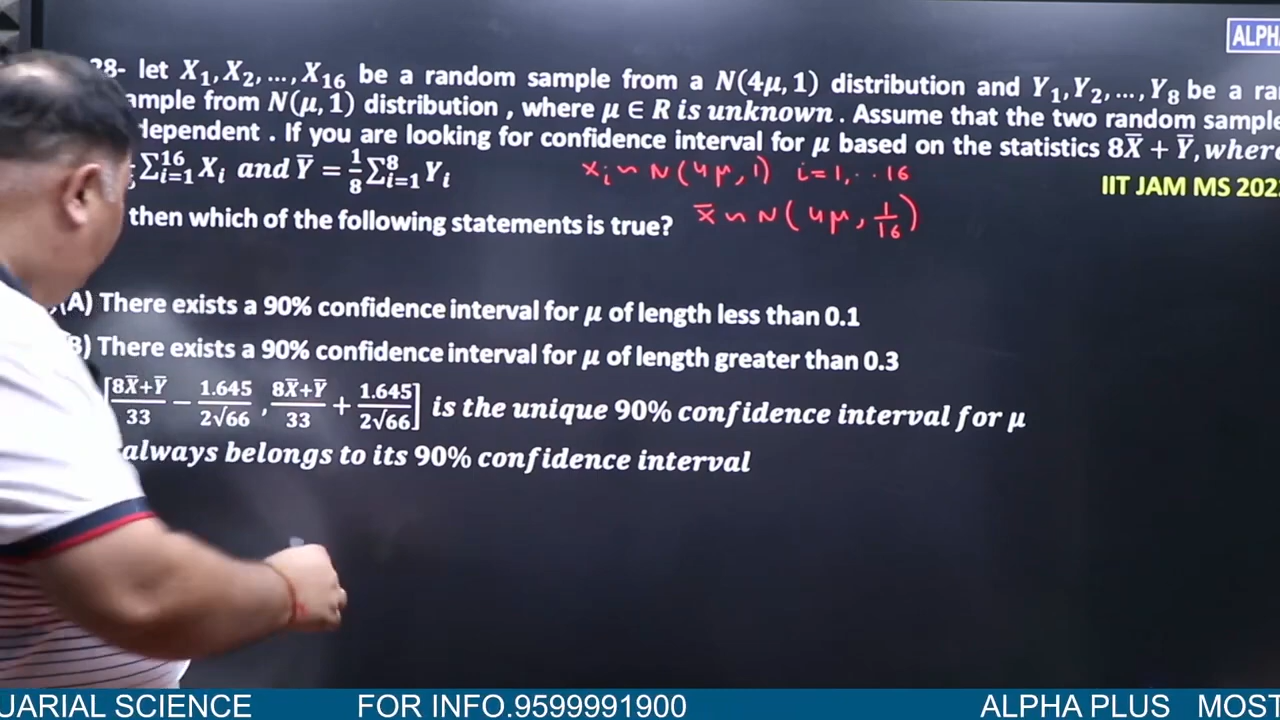 ALPH
28- let X₁, X₂, ..., X₁₆ be a random sample from a N(4μ, 1) distribution and Y₁, Y₂, ..., Y₈ be a ra
ample from N(μ, 1) distribution , where μ ∈ R is unknown . Assume that the two random sample
dependent . If you are looking for confidence interval for μ based on the statistics 8X̄ + Ȳ, where
∑ᵢ₌₁¹⁶ Xᵢ and Ȳ = 1/8 ∑ᵢ₌₁⁸ Yᵢ
xᵢ ~ N(4μ, 1) i=1, .. 16
IIT JAM MS 202
then which of the following statements is true?
x̄ ~ N(4μ, 1/16)
(A) There exists a 90% confidence interval for μ of length less than 0.1
B) There exists a 90% confidence interval for μ of length greater than 0.3
[(8X̄+Ȳ)/33 − 1.645/(2√66) , (8X̄+Ȳ)/33 + 1.645/(2√66)] is the unique 90% confidence interval for μ
always belongs to its 90% confidence interval
UARIAL SCIENCE FOR INFO.9599991900 ALPHA PLUS MOST